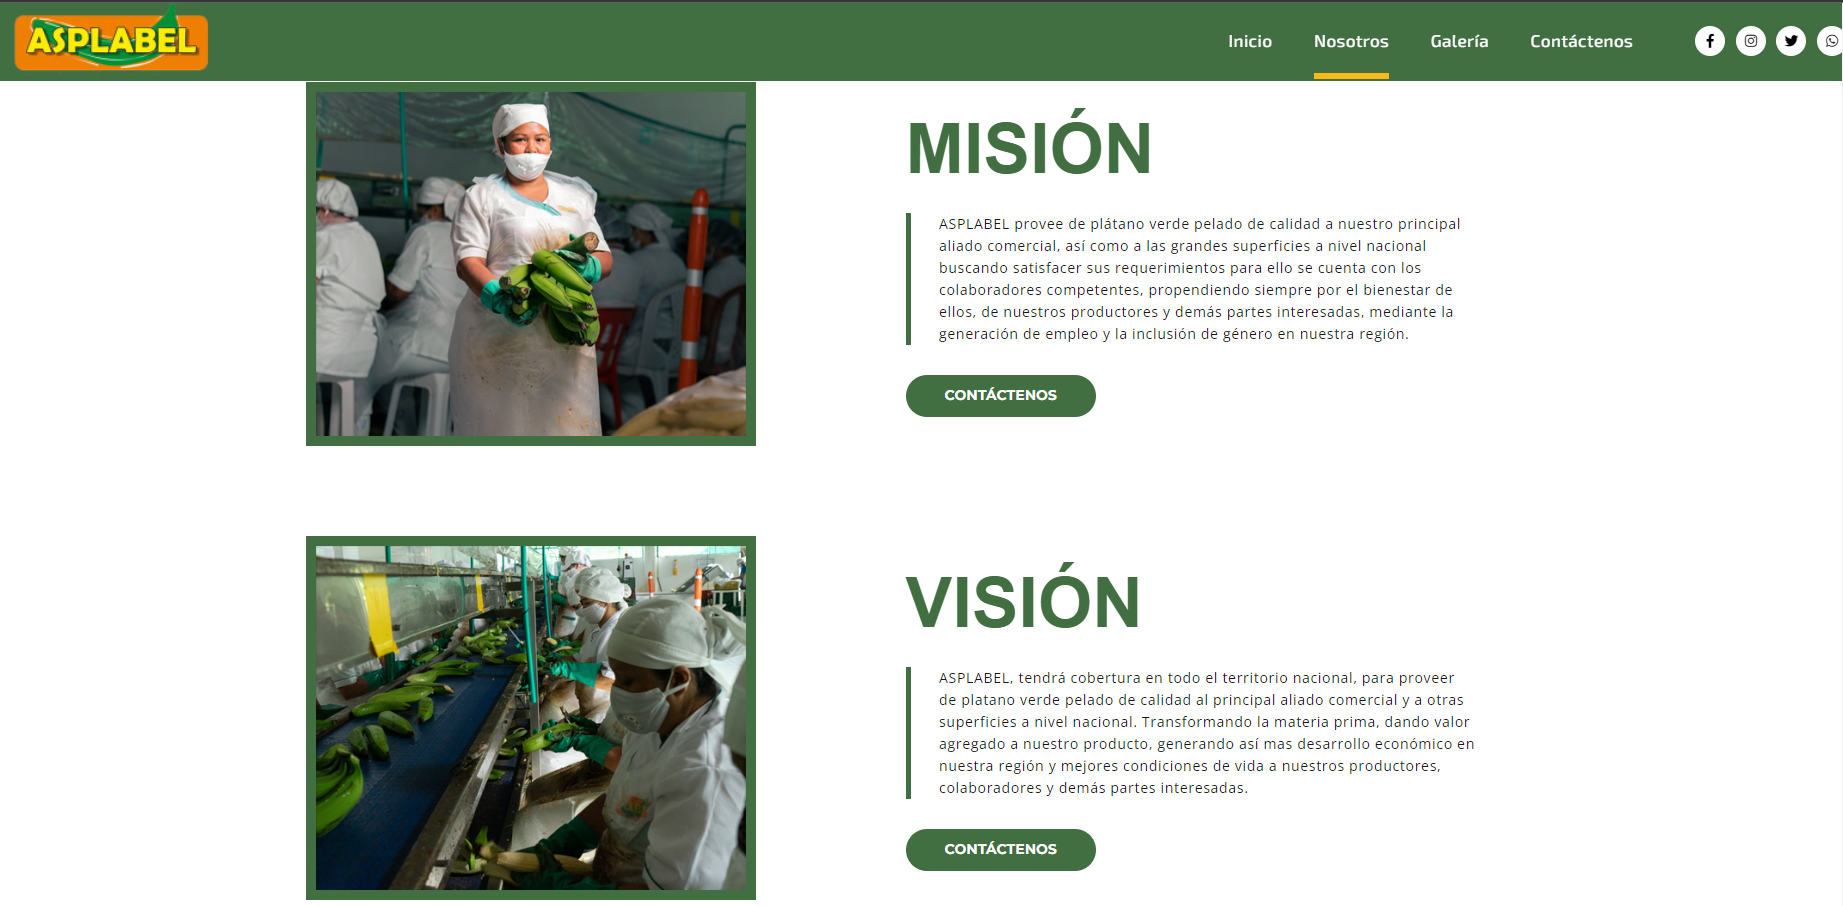 ASPLABEL
Inicio Nosotros Galería Contáctenos
MISIÓN
ASPLABEL provee de plátano verde pelado de calidad a nuestro principal
aliado comercial, así como a las grandes superficies a nivel nacional
buscando satisfacer sus requerimientos para ello se cuenta con los
colaboradores competentes, propendiendo siempre por el bienestar de
ellos, de nuestros productores y demás partes interesadas, mediante la
generación de empleo y la inclusión de género en nuestra región.
CONTÁCTENOS
VISIÓN
ASPLABEL, tendrá cobertura en todo el territorio nacional, para proveer
de platano verde pelado de calidad al principal aliado comercial y a otras
superficies a nivel nacional. Transformando la materia prima, dando valor
agregado a nuestro producto, generando así mas desarrollo económico en
nuestra región y mejores condiciones de vida a nuestros productores,
colaboradores y demás partes interesadas.
CONTÁCTENOS